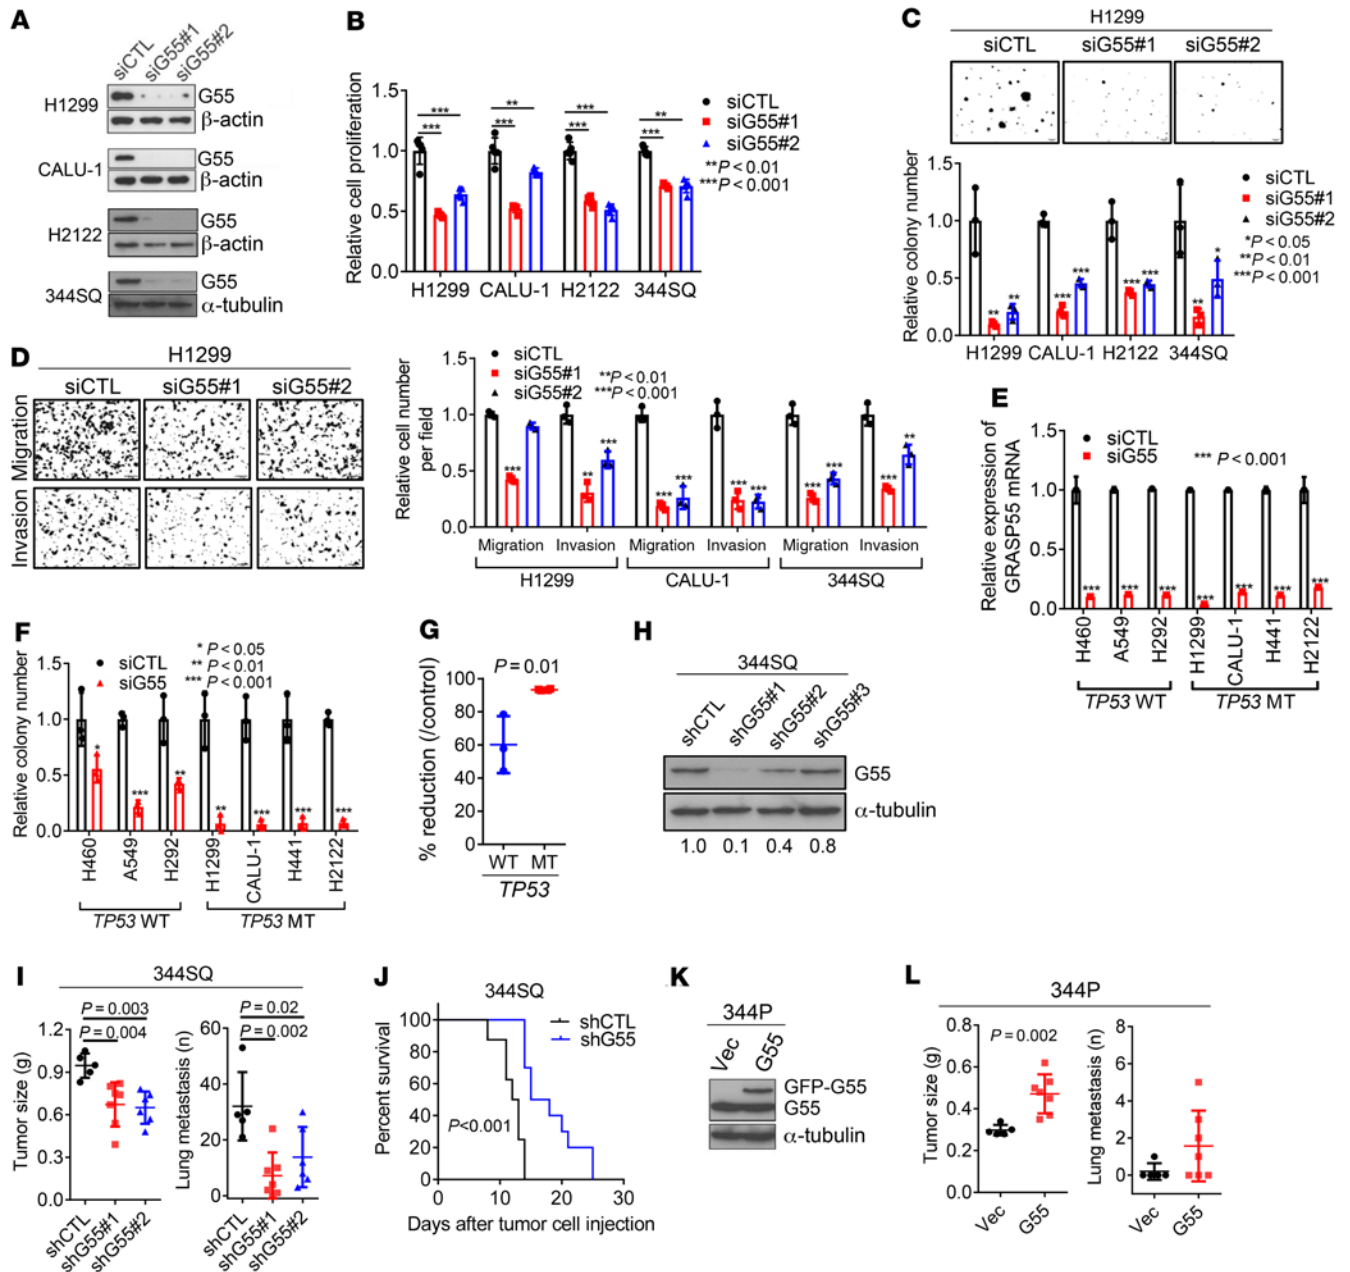 A
siCTL
siG55#1
siG55#2
H1299
G55
β-actin
CALU-1
G55
β-actin
H2122
G55
β-actin
344SQ
G55
α-tubulin
B
Relative cell proliferation
1.5
1.0
0.5
0.0
***
***
**
***
***
***
**
***
H1299 CALU-1 H2122 344SQ
siCTL
siG55#1
siG55#2
**P < 0.01
***P < 0.001
C
H1299
siCTL siG55#1 siG55#2
Relative colony number
1.5
1.0
0.5
0.0
** **
*** ***
*** ***
** *
H1299 CALU-1 H2122 344SQ
siCTL
siG55#1
siG55#2
*P < 0.05
**P < 0.01
***P < 0.001
D
H1299
siCTL siG55#1 siG55#2
Migration
Invasion
Relative cell number
per field
1.5
1.0
0.5
0.0
siCTL
siG55#1
siG55#2
**P < 0.01
***P < 0.001
***
** ***
*** ***
*** ***
*** ***
*** **
Migration Invasion Migration Invasion Migration Invasion
H1299 CALU-1 344SQ
E
Relative expression of
GRASP55 mRNA
1.5
1.0
0.5
0.0
siCTL
siG55
*** P < 0.001
*** *** *** *** *** *** ***
H460
A549
H292
H1299
CALU-1
H441
H2122
TP53 WT TP53 MT
F
Relative colony number
1.5
1.0
0.5
0.0
siCTL
siG55
* P < 0.05
** P < 0.01
*** P < 0.001
* *** ** ** *** *** ***
H460
A549
H292
H1299
CALU-1
H441
H2122
TP53 WT TP53 MT
G
% reduction (/control)
100
80
60
40
20
0
P = 0.01
WT MT
TP53
H
344SQ
shCTL
shG55#1
shG55#2
shG55#3
G55
α-tubulin
1.0 0.1 0.4 0.8
I
344SQ
Tumor size (g)
1.2
0.9
0.6
0.3
0.0
P = 0.003
P = 0.004
shCTL
shG55#1
shG55#2
Lung metastasis (n)
60
40
20
0
P = 0.02
P = 0.002
shCTL
shG55#1
shG55#2
J
344SQ
Percent survival
100
80
60
40
20
0
shCTL
shG55
P<0.001
0 10 20 30
Days after tumor cell injection
K
344P
Vec
G55
GFP-G55
G55
α-tubulin
L
344P
Tumor size (g)
0.8
0.6
0.4
0.2
0.0
P = 0.002
Vec
G55
Lung metastasis (n)
8
6
4
2
0
Vec
G55